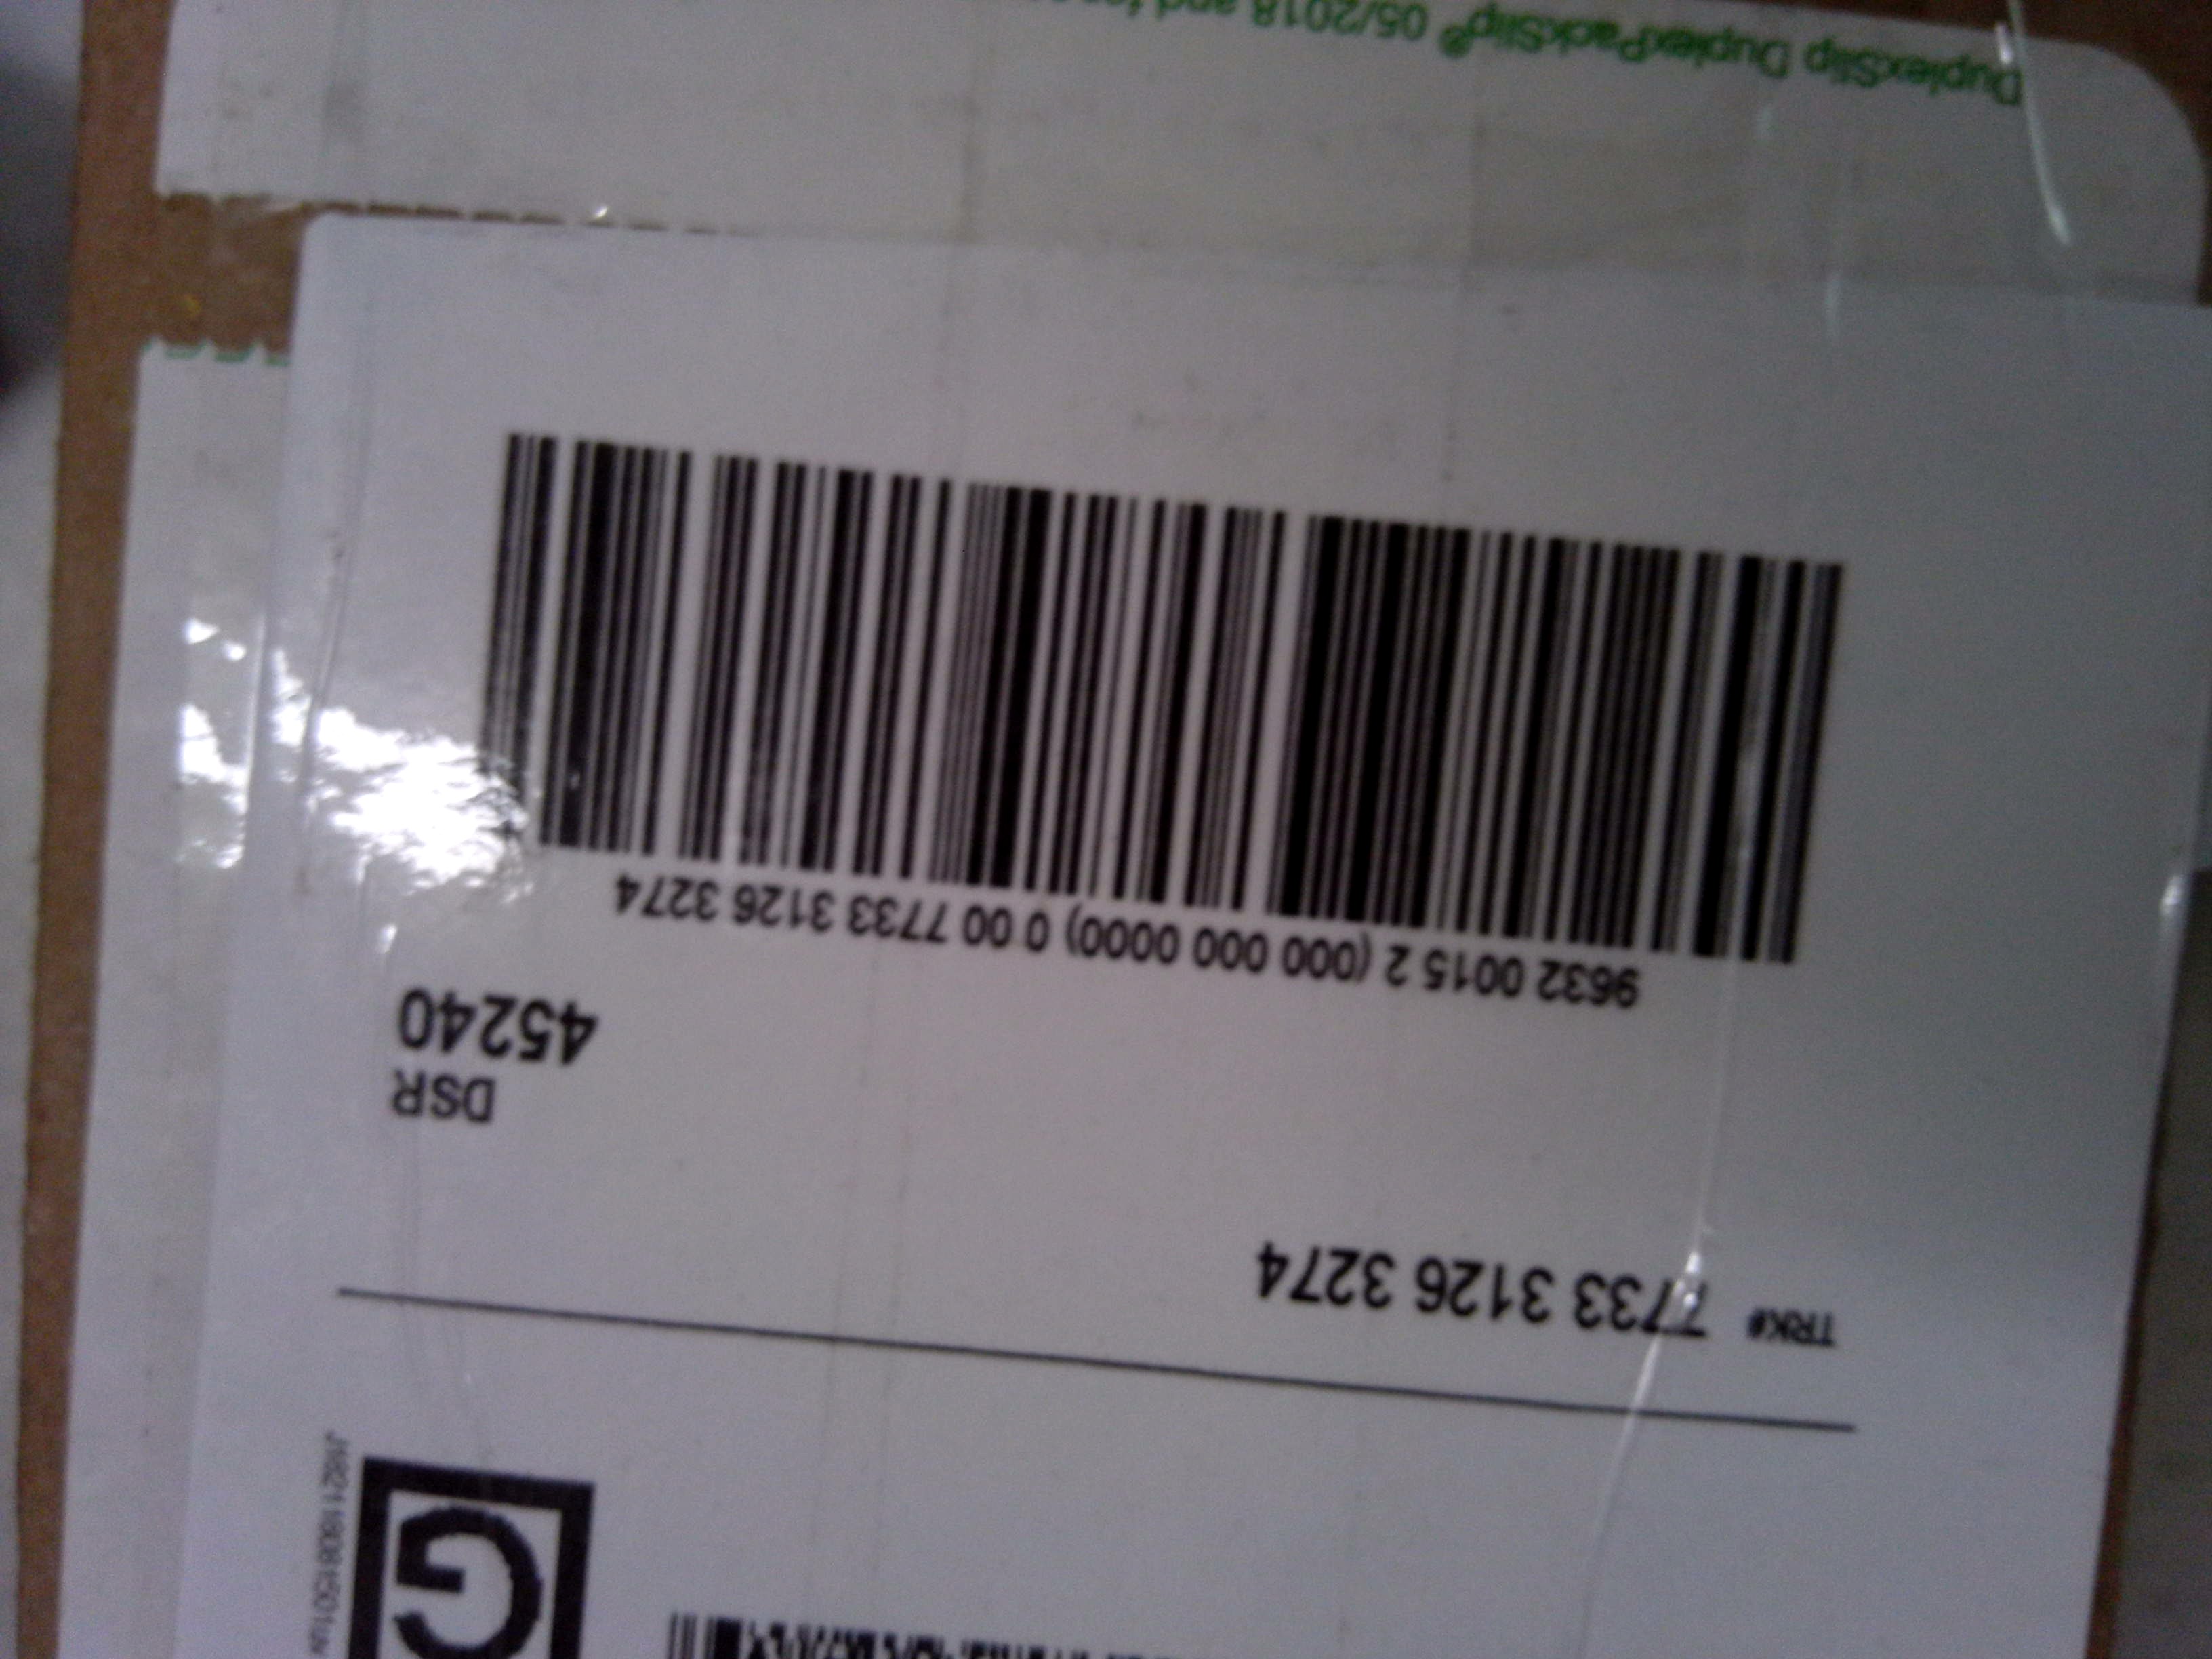 G
TRK# 7733 3126 3274
DSR
45240
9632 0015 2 (000 000 0000) 0 00 7733 3126 3274
DuplexSlip DuplexPackSlip® 05/2018 and